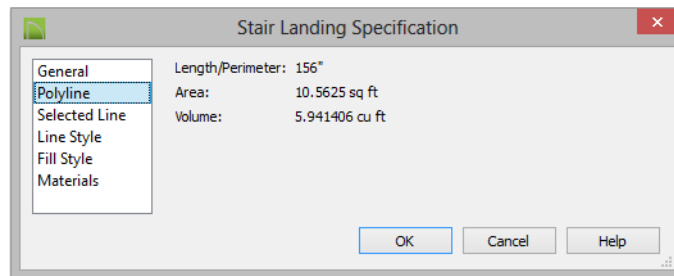 Stair Landing Specification
General
Polyline
Selected Line
Line Style
Fill Style
Materials
Length/Perimeter: 156"
Area: 10.5625 sq ft
Volume: 5.941406 cu ft
OK Cancel Help